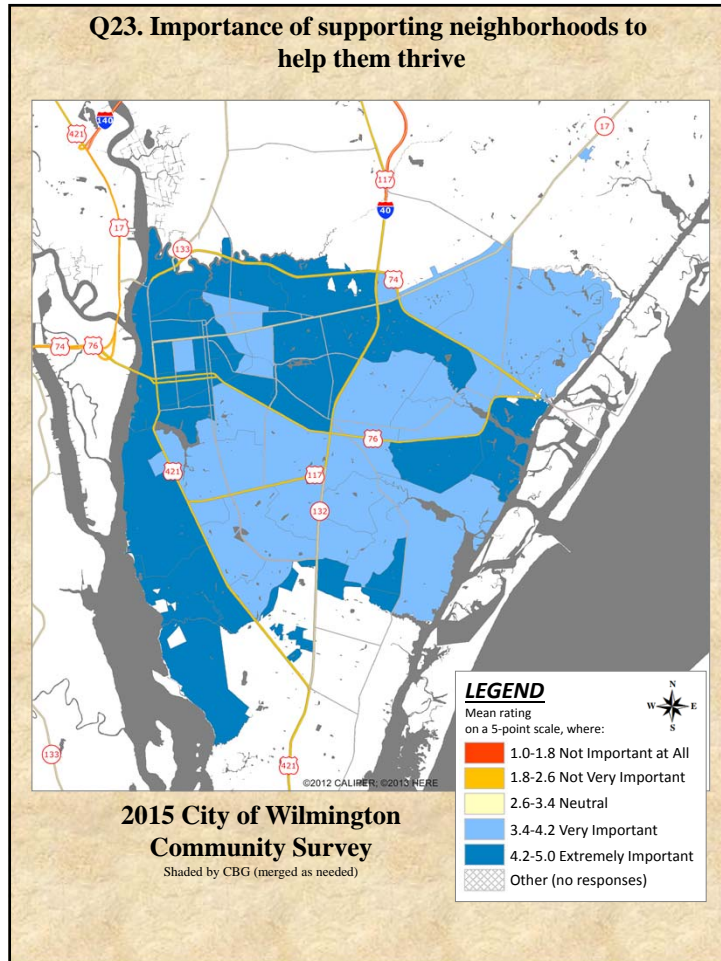 Q23. Importance of supporting neighborhoods to
help them thrive
140
421
17
117
40
17
133
74
74
76
76
421
117
132
133
421
©2012 CALIPER; ©2013 HERE
LEGEND
Mean rating
on a 5-point scale, where:
N
W E
S
1.0-1.8 Not Important at All
1.8-2.6 Not Very Important
2.6-3.4 Neutral
3.4-4.2 Very Important
4.2-5.0 Extremely Important
Other (no responses)
2015 City of Wilmington
Community Survey
Shaded by CBG (merged as needed)